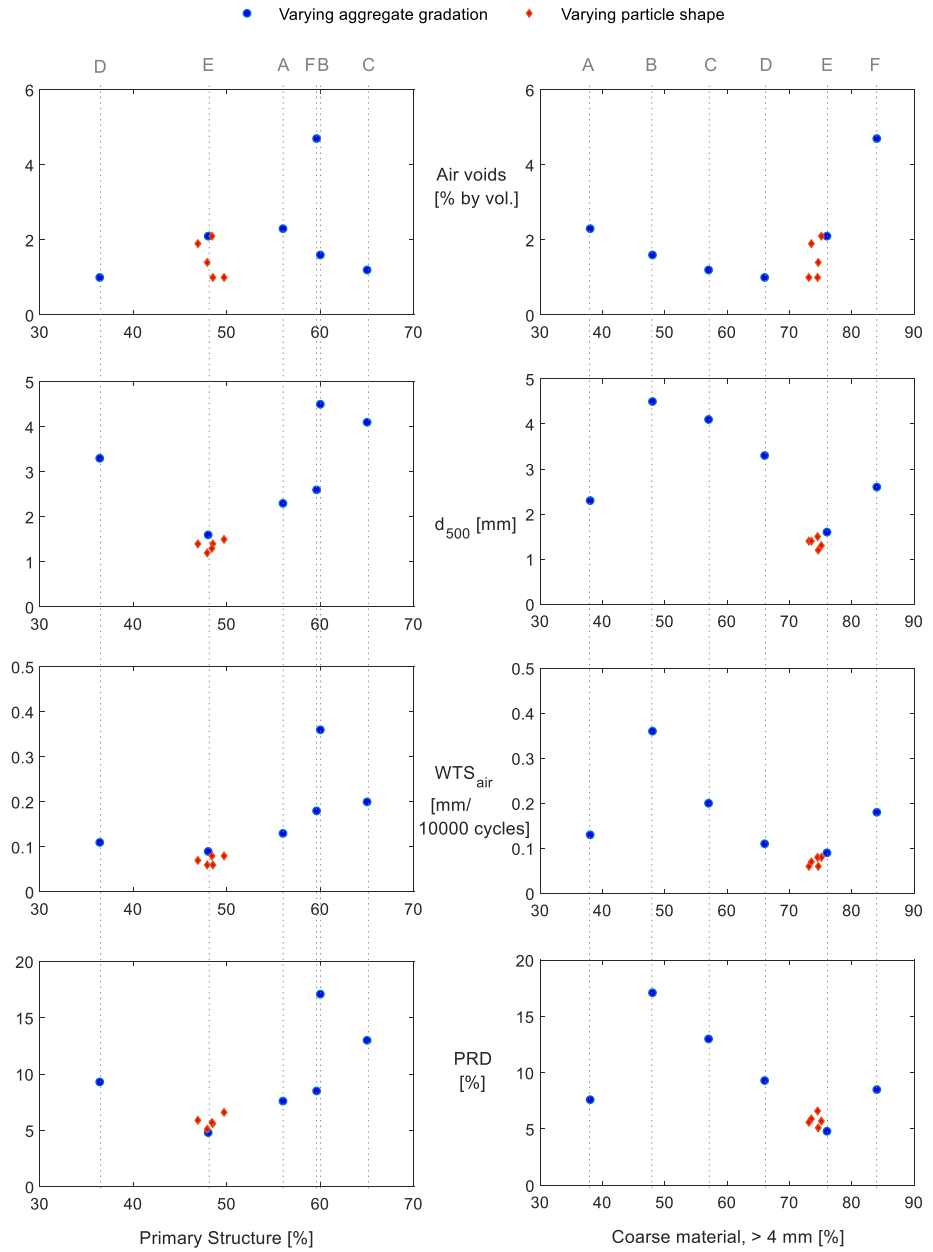 Varying aggregate gradation Varying particle shape
D E A F B C
A B C D E F
6
4
2
0
30 40 50 60 70
Air voids
[% by vol.]
6
4
2
0
30 40 50 60 70 80 90
5
4
3
2
1
0
30 40 50 60 70
d500 [mm]
5
4
3
2
1
0
30 40 50 60 70 80 90
0.5
0.4
0.3
0.2
0.1
0
30 40 50 60 70
WTSair
[mm/
10000 cycles]
0.5
0.4
0.3
0.2
0.1
0
30 40 50 60 70 80 90
20
15
10
5
0
30 40 50 60 70
Primary Structure [%]
PRD
[%]
20
15
10
5
0
30 40 50 60 70 80 90
Coarse material, > 4 mm [%]